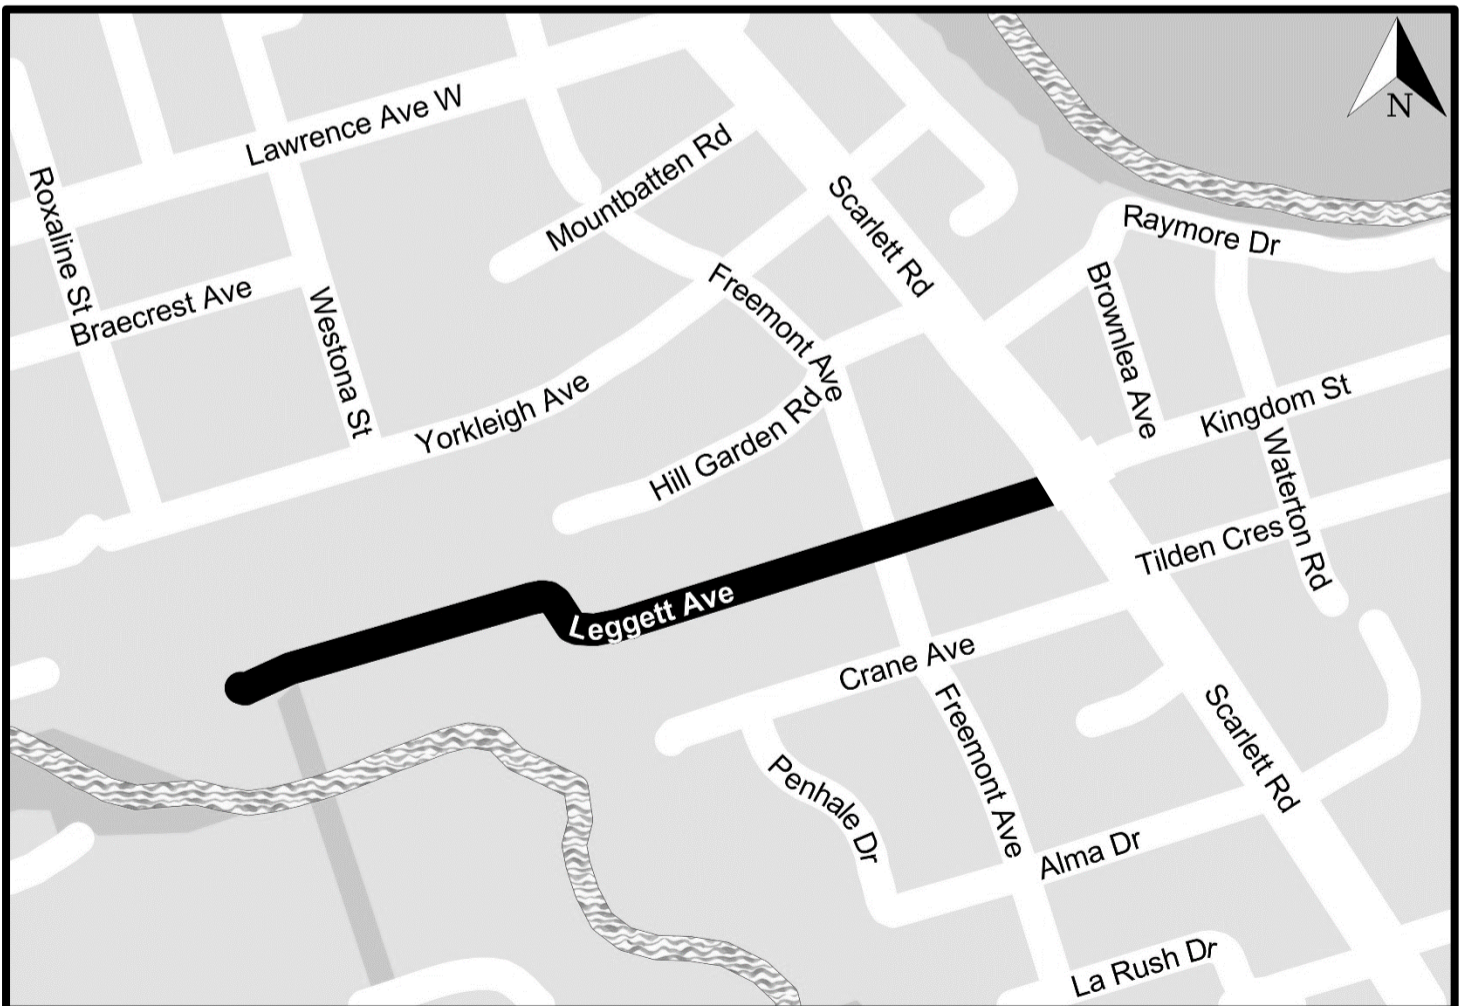 Lawrence Ave W
N
Mountbatten Rd
Roxaline St
Scarlett Rd
Raymore Dr
Braecrest Ave
Westona St
Freemont Ave
Brownlea Ave
Yorkleigh Ave
Hill Garden Rd
Kingdom St
Waterton Rd
Tilden Cres
Leggett Ave
Crane Ave
Freemont Ave
Scarlett Rd
Penhale Dr
Alma Dr
La Rush Dr